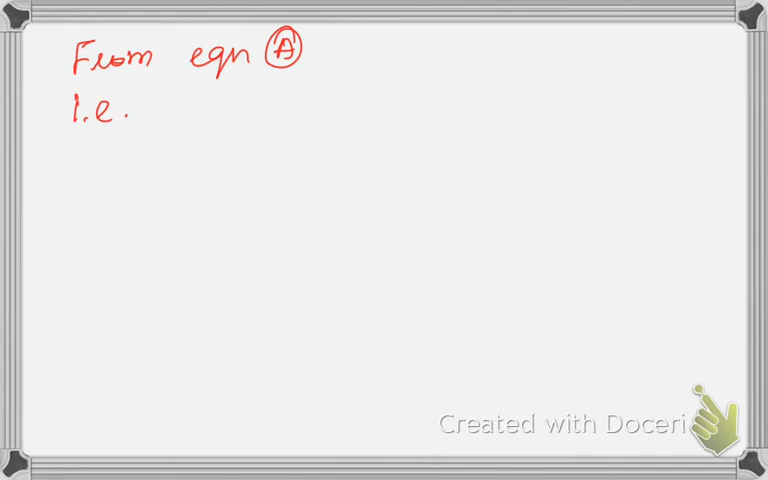 From eqn Ⓐ
i.e.
Created with Doceri